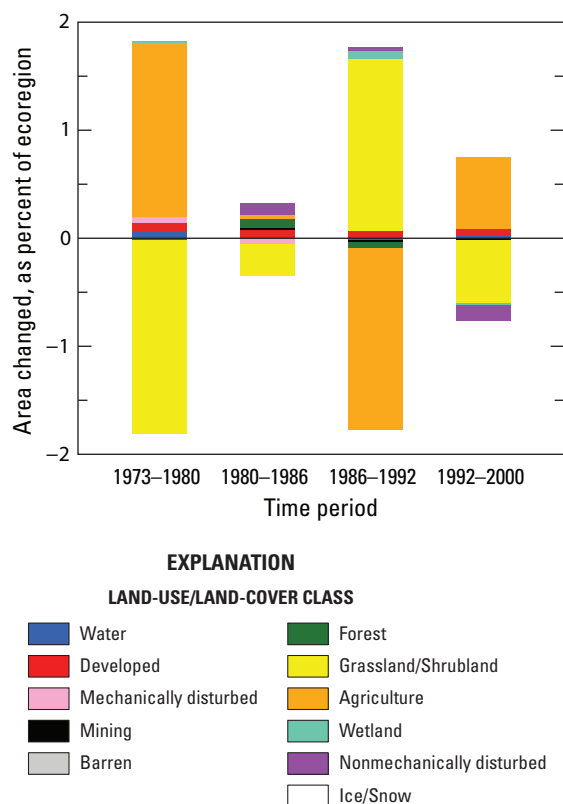 Area changed, as percent of ecoregion
2
1
0
−1
−2
1973–1980 1980–1986 1986–1992 1992–2000
Time period
EXPLANATION
LAND-USE/LAND-COVER CLASS
Water
Developed
Mechanically disturbed
Mining
Barren
Forest
Grassland/Shrubland
Agriculture
Wetland
Nonmechanically disturbed
Ice/Snow